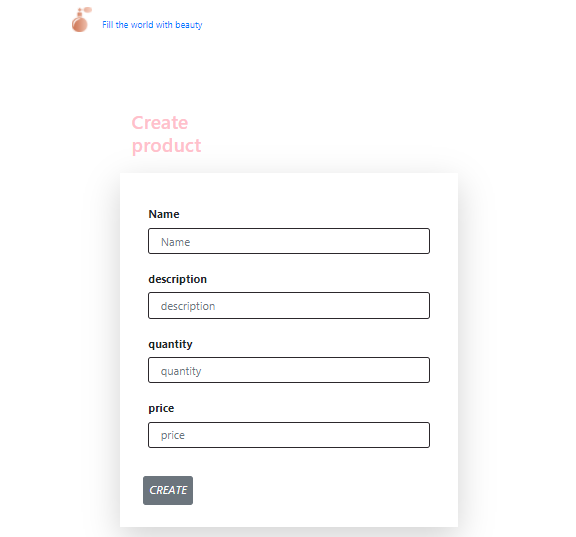 Fill the world with beauty
Create
product
Name
Name
description
description
quantity
quantity
price
price
CREATE